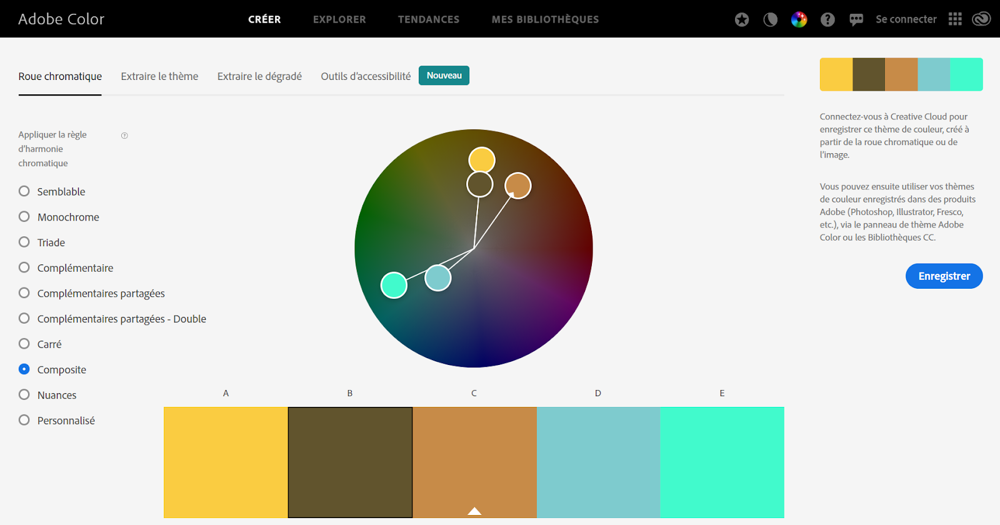 Adobe Color
CRÉER
EXPLORER
TENDANCES
MES BIBLIOTHÈQUES
Se connecter
Roue chromatique
Extraire le thème
Extraire le dégradé
Outils d'accessibilité
Nouveau
Appliquer la règle
d'harmonie
chromatique
Semblable
Monochrome
Triade
Complémentaire
Complémentaires partagées
Complémentaires partagées - Double
Carré
Composite
Nuances
Personnalisé
A
B
C
D
E
Connectez-vous à Creative Cloud pour
enregistrer ce thème de couleur, créé à
partir de la roue chromatique ou de
l'image.
Vous pouvez ensuite utiliser vos thèmes
de couleur enregistrés dans des produits
Adobe (Photoshop, Illustrator, Fresco,
etc.), via le panneau de thème Adobe
Color ou les Bibliothèques CC.
Enregistrer